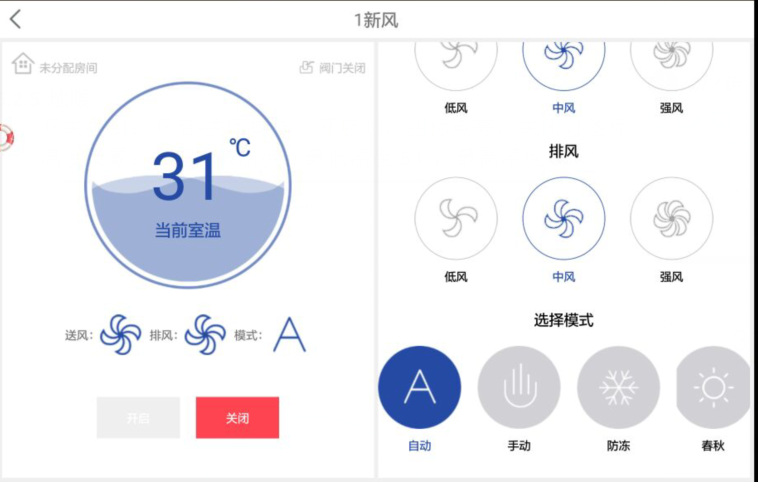 1新风
未分配房间
阀门关闭
31
℃
当前室温
送风：
排风：
模式：
A
开启
关闭
低风
中风
强风
排风
低风
中风
强风
选择模式
A
自动
手动
防冻
春秋